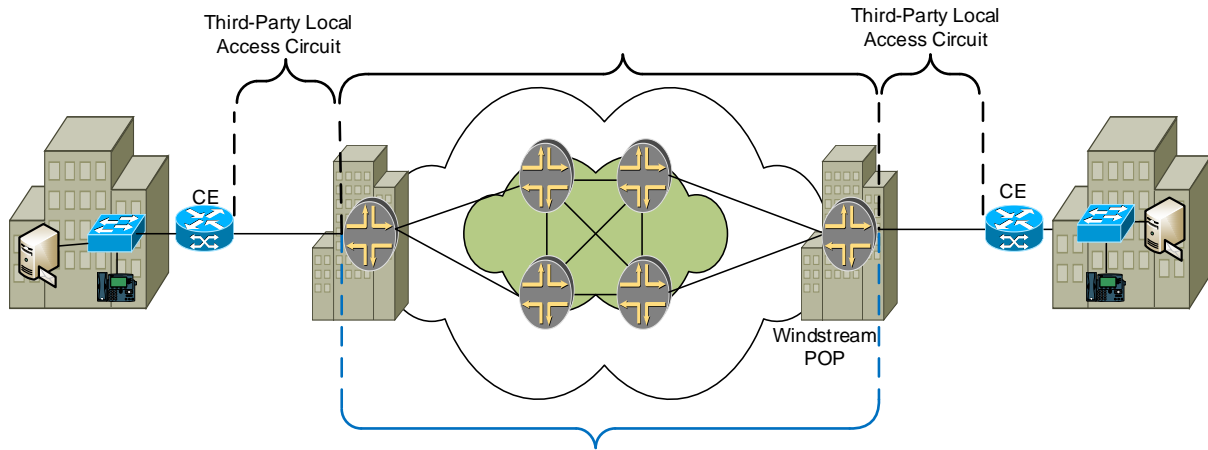 Third-Party Local
Access Circuit
Third-Party Local
Access Circuit
CE
CE
Windstream
POP